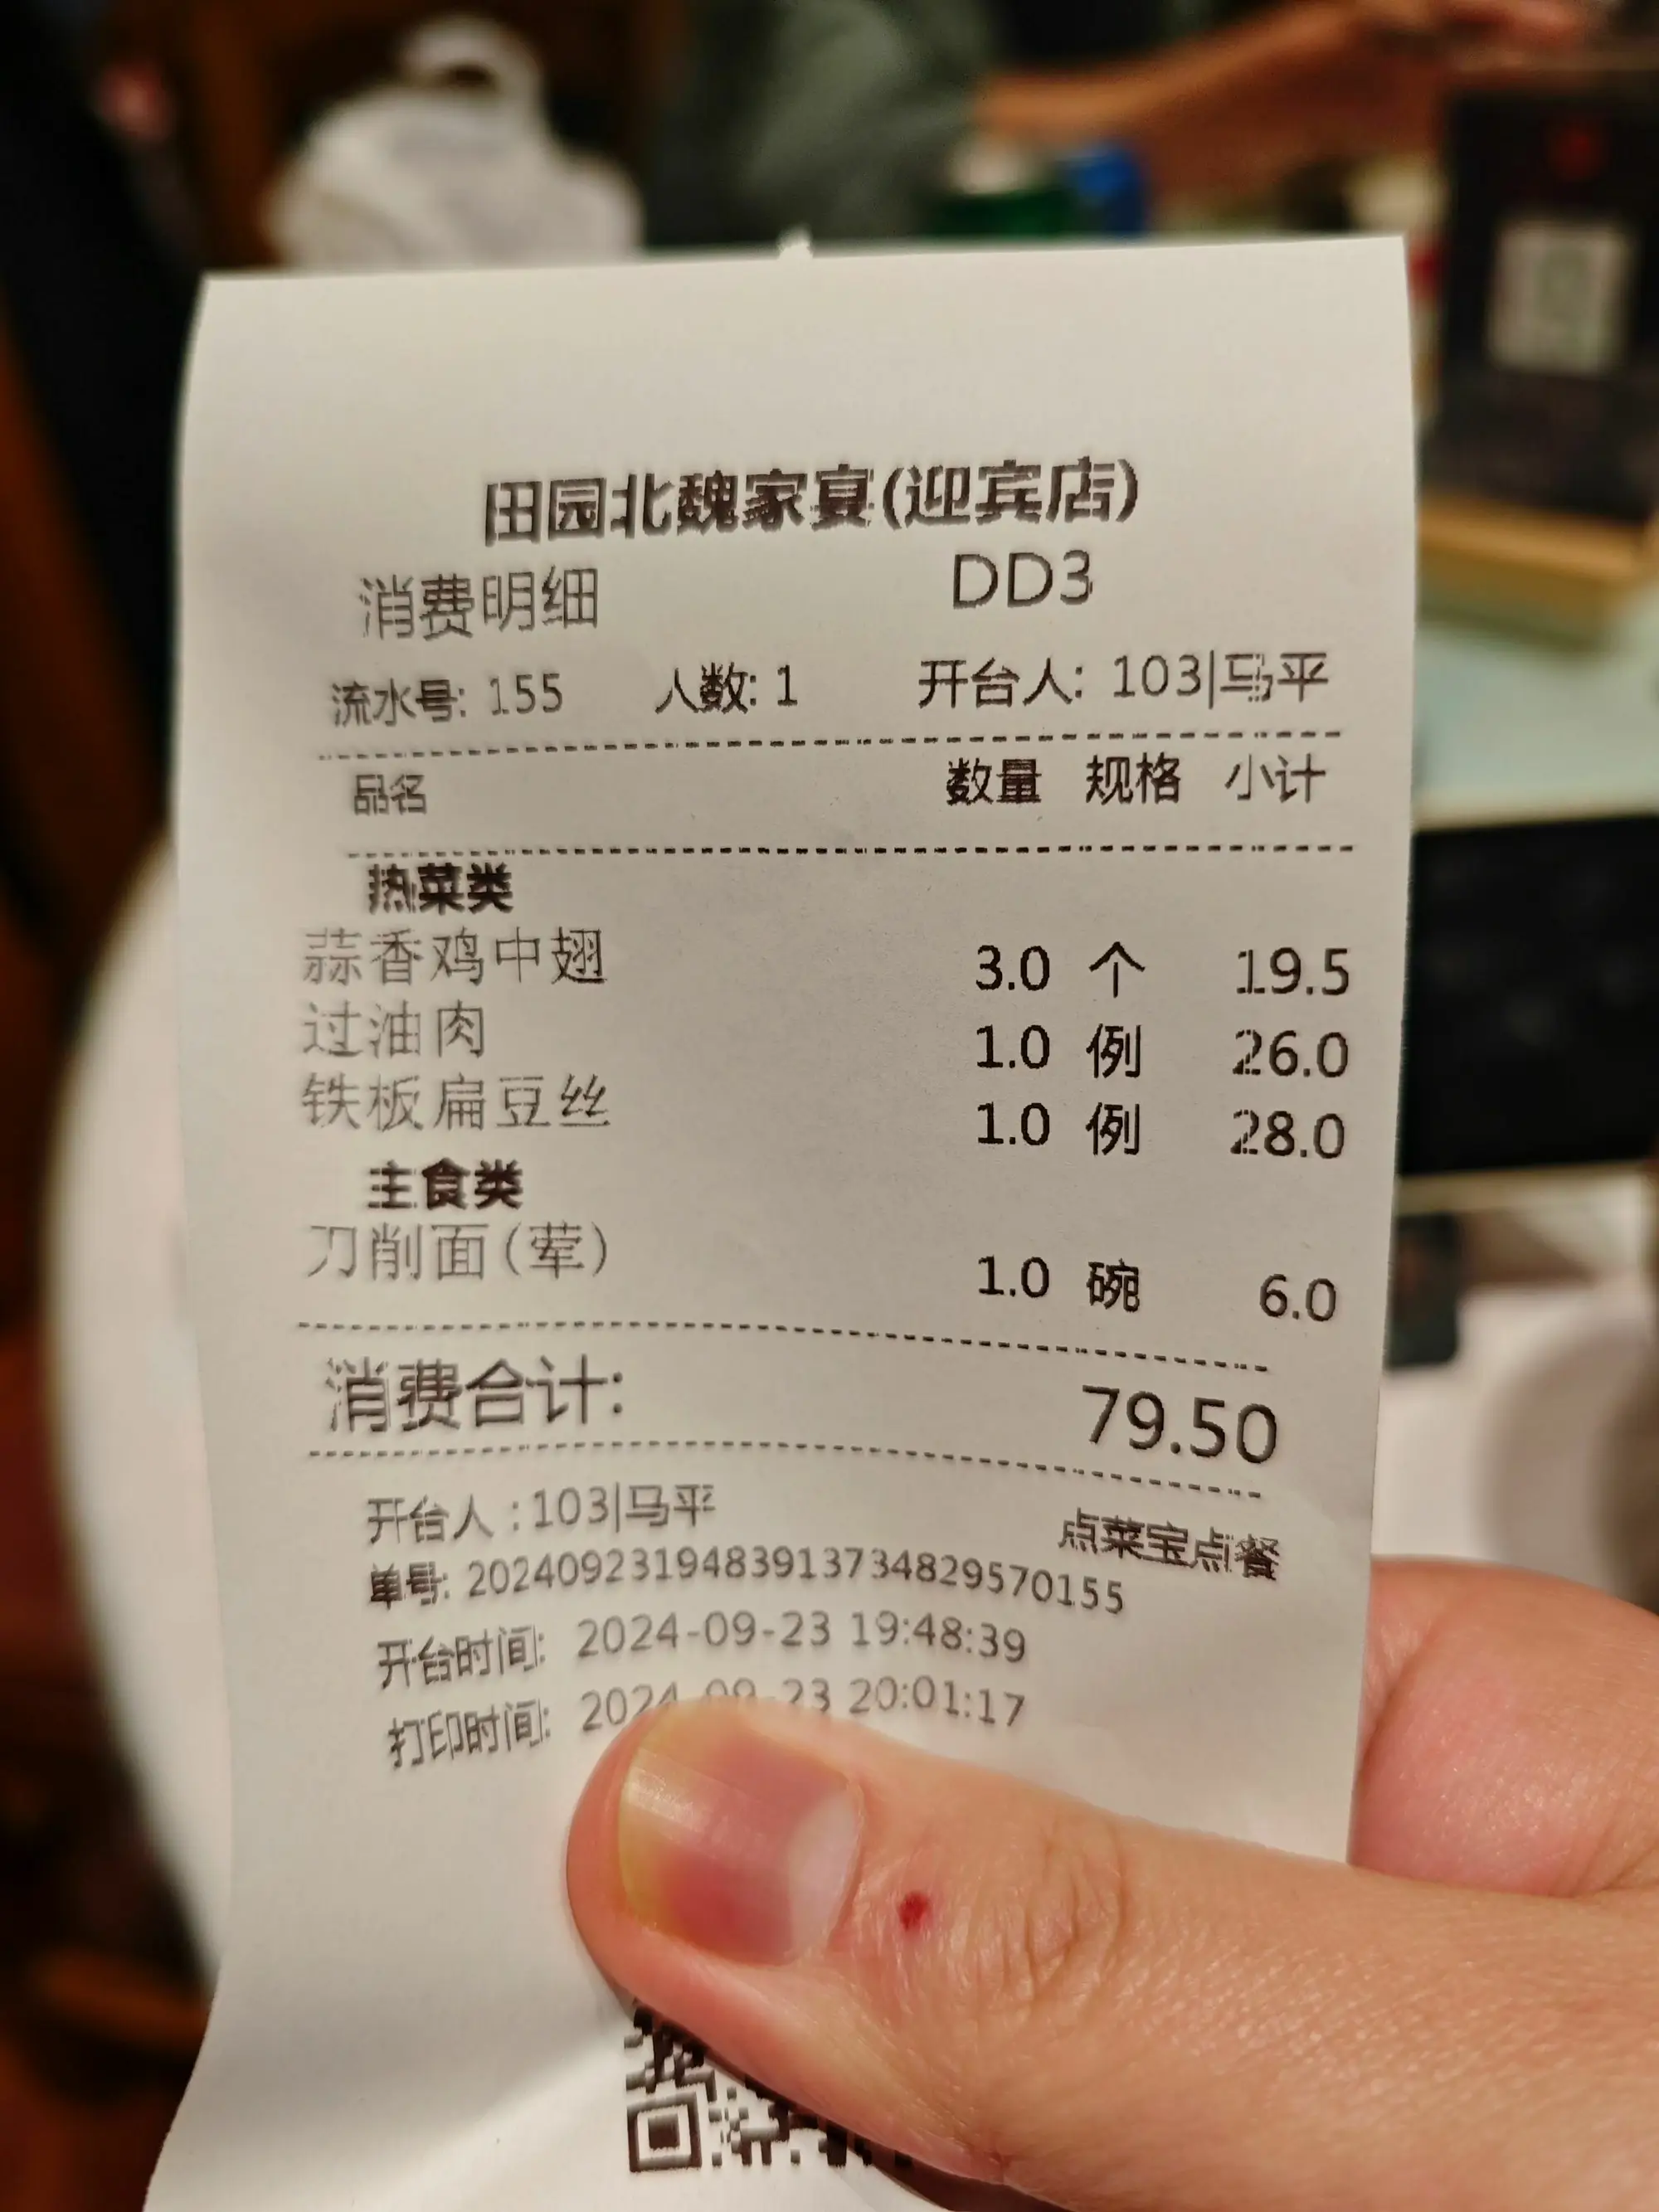 田园北魏家宴(迎宾店)
消费明细 DD3
流水号: 155 人数: 1 开台人: 103|马平
品名 数量 规格 小计
热菜类
蒜香鸡中翅 3.0 个 19.5
过油肉 1.0 例 26.0
铁板扁豆丝 1.0 例 28.0
主食类
刀削面(荤) 1.0 碗 6.0
消费合计: 79.50
开台人 : 103|马平 点菜宝点餐
单号: 2024092319483913734829570155
开台时间: 2024-09-23 19:48:39
打印时间: 2024-09-23 20:01:17